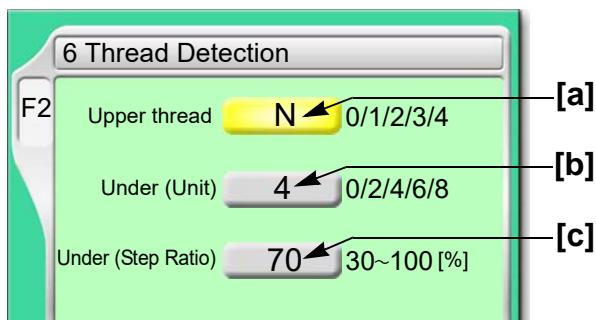 6 Thread Detection
F2
Upper thread N 0/1/2/3/4 [a]
Under (Unit) 4 0/2/4/6/8 [b]
Under (Step Ratio) 70 30~100 [%] [c]